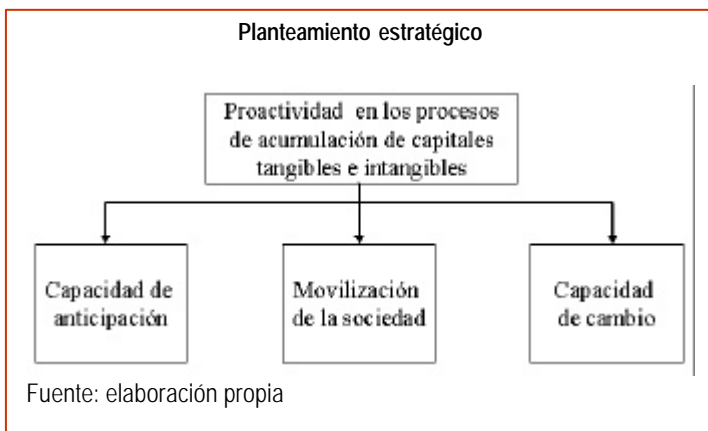 Planteamiento estratégico
Proactividad en los procesos
de acumulación de capitales
tangibles e intangibles
Capacidad de
anticipación
Movilización
de la sociedad
Capacidad
de cambio
Fuente: elaboración propia